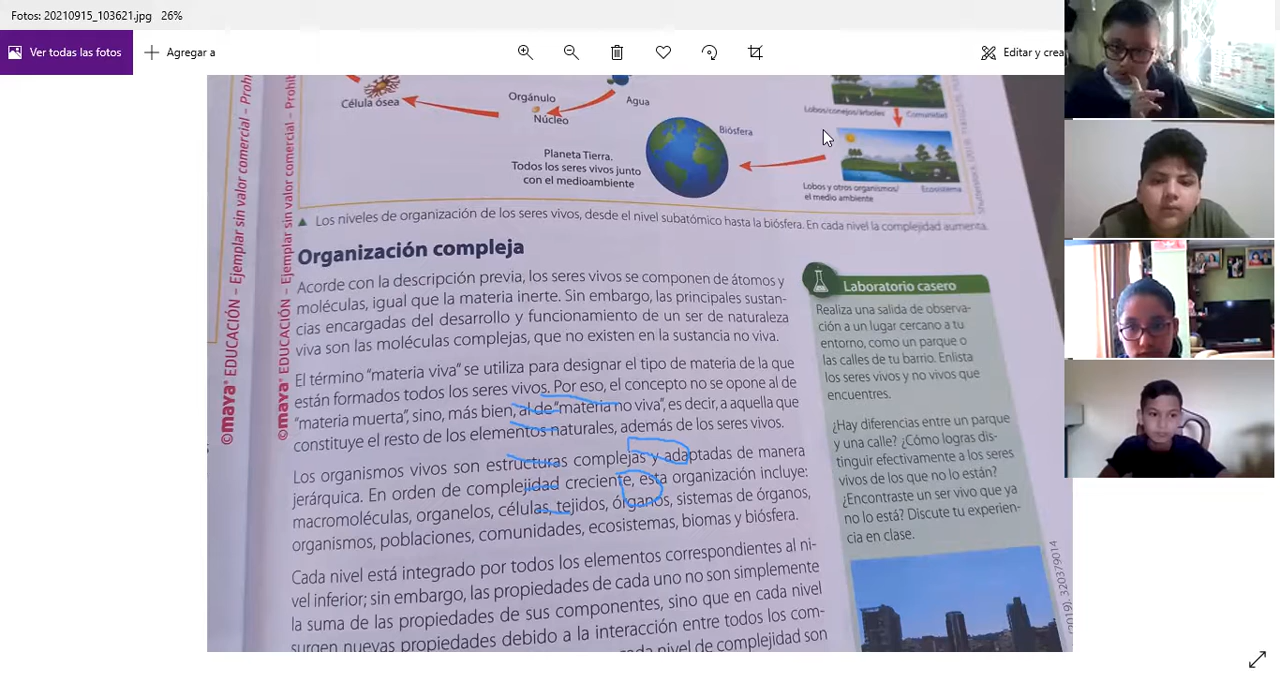 Fotos: 20210915_103621.jpg 26%
Ver todas las fotos
Agregar a
Editar y crea
Célula ósea
Orgánulo
Núcleo
Agua
Biósfera
Planeta Tierra.
Todos los seres vivos junto
con el medioambiente
Lobos/conejos/árboles
Comunidad
Lobos y otros organismos/
el medio ambiente
Ecosistema
▲ Los niveles de organización de los seres vivos, desde el nivel subatómico hasta la biósfera. En cada nivel la complejidad aumenta.
©maya® EDUCACIÓN – Ejemplar sin valor comercial – Prohib
©maya® EDUCACIÓN – Ejemplar sin valor comercial – Prohib
Organización compleja
Acorde con la descripción previa, los seres vivos se componen de átomos y
moléculas, igual que la materia inerte. Sin embargo, las principales sustan-
cias encargadas del desarrollo y funcionamiento de un ser de naturaleza
viva son las moléculas complejas, que no existen en la sustancia no viva.
El término "materia viva" se utiliza para designar el tipo de materia de la que
están formados todos los seres vivos. Por eso, el concepto no se opone al de
"materia muerta", sino, más bien, al de "materia no viva", es decir, a aquella que
constituye el resto de los elementos naturales, además de los seres vivos.
Los organismos vivos son estructuras complejas y adaptadas de manera
jerárquica. En orden de complejidad creciente, esta organización incluye:
macromoléculas, organelos, células, tejidos, órganos, sistemas de órganos,
organismos, poblaciones, comunidades, ecosistemas, biomas y biósfera.
Cada nivel está integrado por todos los elementos correspondientes al ni-
vel inferior; sin embargo, las propiedades de cada uno no son simplemente
la suma de las propiedades de sus componentes, sino que en cada nivel
surgen nuevas propiedades debido a la interacción entre todos los com-
cada nivel de complejidad son
Laboratorio casero
Realiza una salida de observa-
ción a un lugar cercano a tu
entorno, como un parque o
las calles de tu barrio. Enlista
los seres vivos y no vivos que
encuentres.
¿Hay diferencias entre un parque
y una calle? ¿Cómo logras dis-
tinguir efectivamente a los seres
vivos de los que no lo están?
¿Encontraste un ser vivo que ya
no lo está? Discute tu experien-
cia en clase.
(2019). 320379014